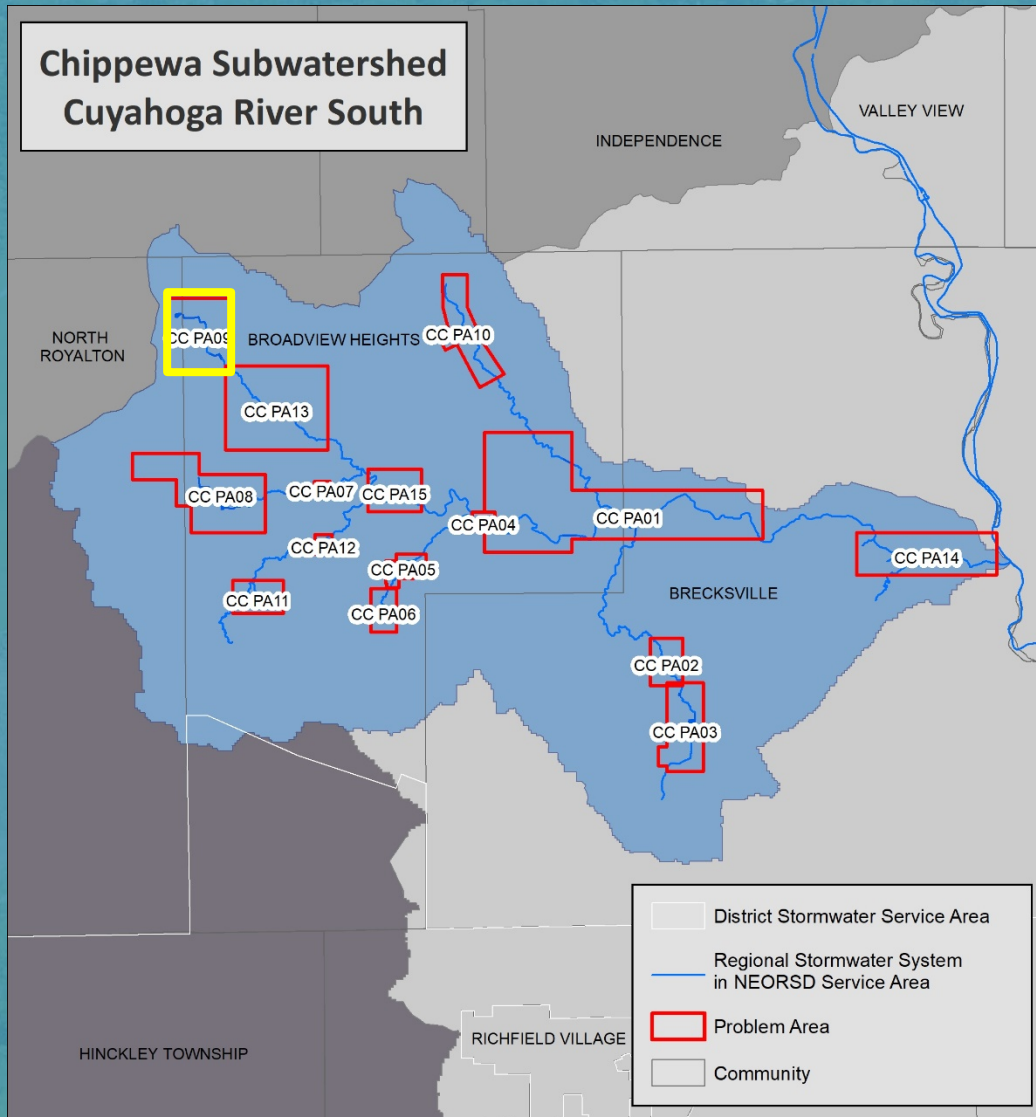 Chippewa Subwatershed
Cuyahoga River South
VALLEY VIEW
INDEPENDENCE
NORTH
ROYALTON
BROADVIEW HEIGHTS
CC PA09
CC PA10
CC PA13
CC PA07
CC PA15
CC PA08
CC PA04
CC PA01
CC PA12
CC PA05
CC PA14
CC PA11
CC PA06
BRECKSVILLE
CC PA02
CC PA03
HINCKLEY TOWNSHIP
RICHFIELD VILLAGE
District Stormwater Service Area
Regional Stormwater System
in NEORSD Service Area
Problem Area
Community